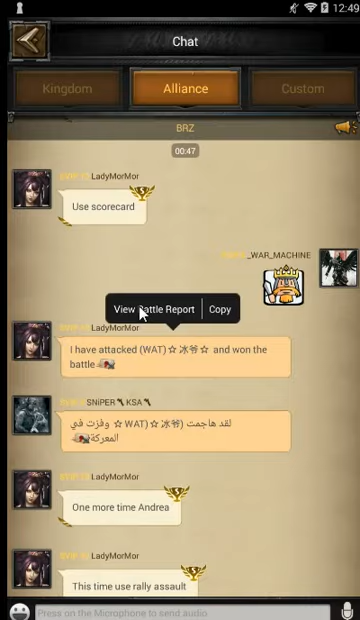 12:49
Chat
Kingdom
Alliance
Custom
BRZ
00:47
LadyMorMor
Use scorecard
_WAR_MACHINE
View Battle Report
Copy
LadyMorMor
I have attacked (WAT)☆冰爷☆ and won the
battle
SNiPER KSA
لقد هاجمت (WAT)☆冰爷☆ وفزت في
المعركة
LadyMorMor
One more time Andrea
LadyMorMor
This time use rally assault
Press on the Microphone to send audio